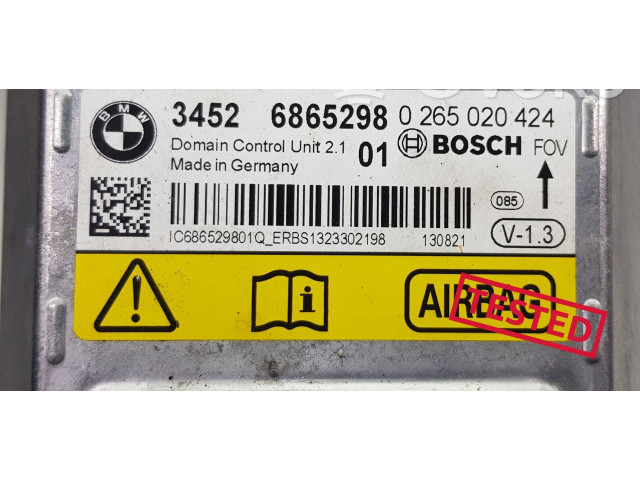 BMW
3452 6865298 0 265 020 424
Domain Control Unit 2.1 01 BOSCH FOV
Made in Germany
085
IC686529801Q_ERBS1323302198 130821 V-1.3
AIRBAG
TESTED